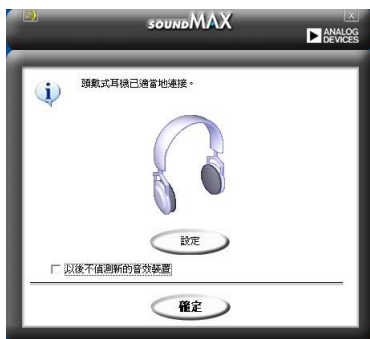 SOUNDMAX
ANALOG
DEVICES
頭戴式耳機已適當地連接。
設定
以後不偵測新的音效裝置
確定